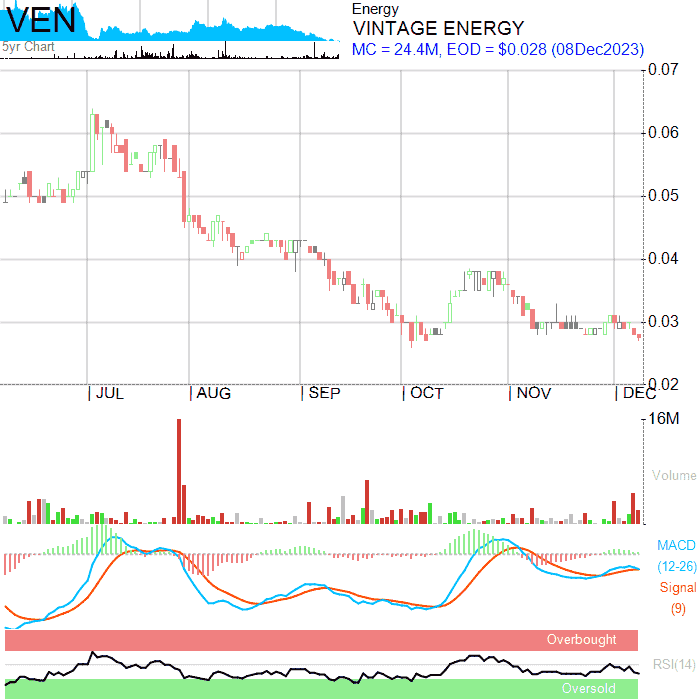 VEN
Energy
VINTAGE ENERGY
5yr Chart
MC = 24.4M, EOD = $0.028 (08Dec2023)
0.07
0.06
0.05
0.04
0.03
0.02
JUL AUG SEP OCT NOV DEC
16M
Volume
MACD
(12-26)
Signal
(9)
Overbought
RSI(14)
Oversold